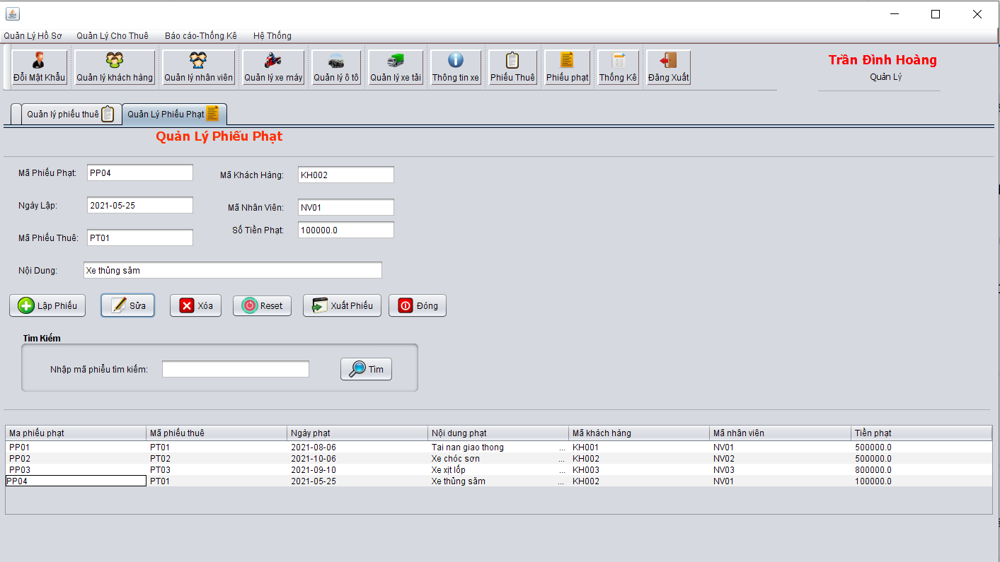 Quản Lý Hồ Sơ Quản Lý Cho Thuê Báo cáo-Thống Kê Hệ Thống
Đổi Mật Khẩu Quản lý khách hàng Quản lý nhân viên Quản lý xe máy Quản lý ô tô Quản lý xe tải Thông tin xe Phiếu Thuê Phiếu phạt Thống Kê Đăng Xuất
Trần Đình Hoàng
Quản Lý
Quản lý phiếu thuê Quản Lý Phiếu Phạt
Quản Lý Phiếu Phạt
Mã Phiếu Phạt: PP04 Mã Khách Hàng: KH002
Ngày Lập: 2021-05-25 Mã Nhân Viên: NV01
Số Tiền Phạt: 100000.0
Mã Phiếu Thuê: PT01
Nội Dung: Xe thủng săm
Lập Phiếu Sửa Xóa Reset Xuất Phiếu Đóng
Tìm Kiếm
Nhập mã phiếu tìm kiếm: Tìm
Ma phiếu phạt Mã phiếu thuê Ngày phạt Nội dung phạt Mã khách hàng Mã nhân viên Tiền phạt
PP01 PT01 2021-08-06 Tai nan giao thong ... KH001 NV01 500000.0
PP02 PT02 2021-10-06 Xe chóc sơn ... KH002 NV02 500000.0
PP03 PT03 2021-09-10 Xe xịt lốp ... KH003 NV03 800000.0
PP04 PT01 2021-05-25 Xe thủng săm ... KH002 NV01 100000.0